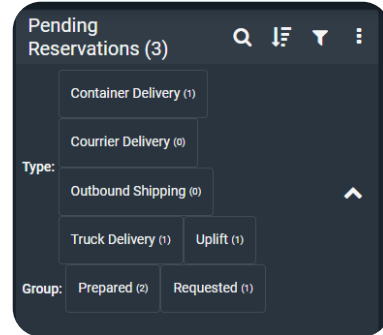 Pending
Reservations (3)
Container Delivery (1)
Courrier Delivery (0)
Type:
Outbound Shipping (0)
Truck Delivery (1) Uplift (1)
Group: Prepared (2) Requested (1)